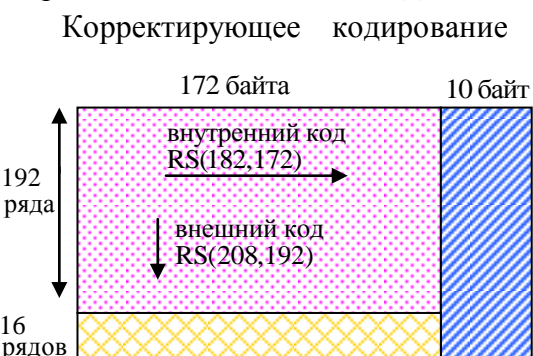 Корректирующее кодирование
172 байта
10 байт
внутренний код
RS(182,172)
192
ряда
внешний код
RS(208,192)
16
рядов